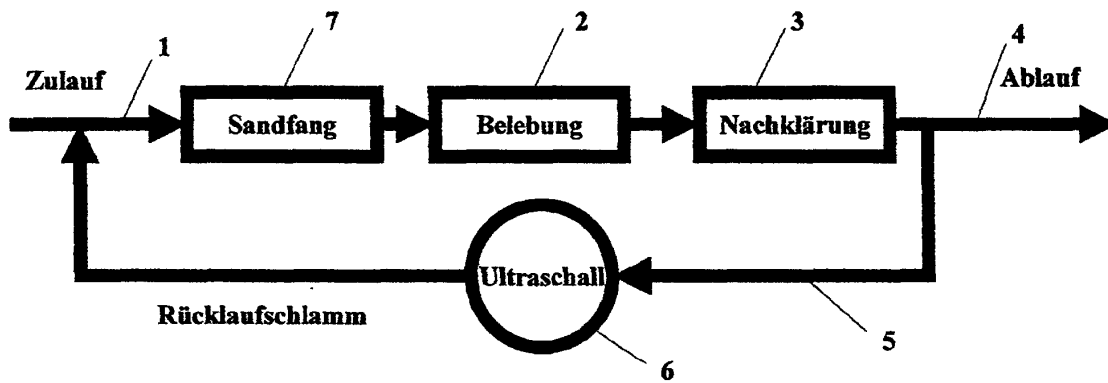 7
2
3
4
1
Zulauf
Ablauf
Sandfang
Belebung
Nachklärung
Ultraschall
Rücklaufschlamm
5
6